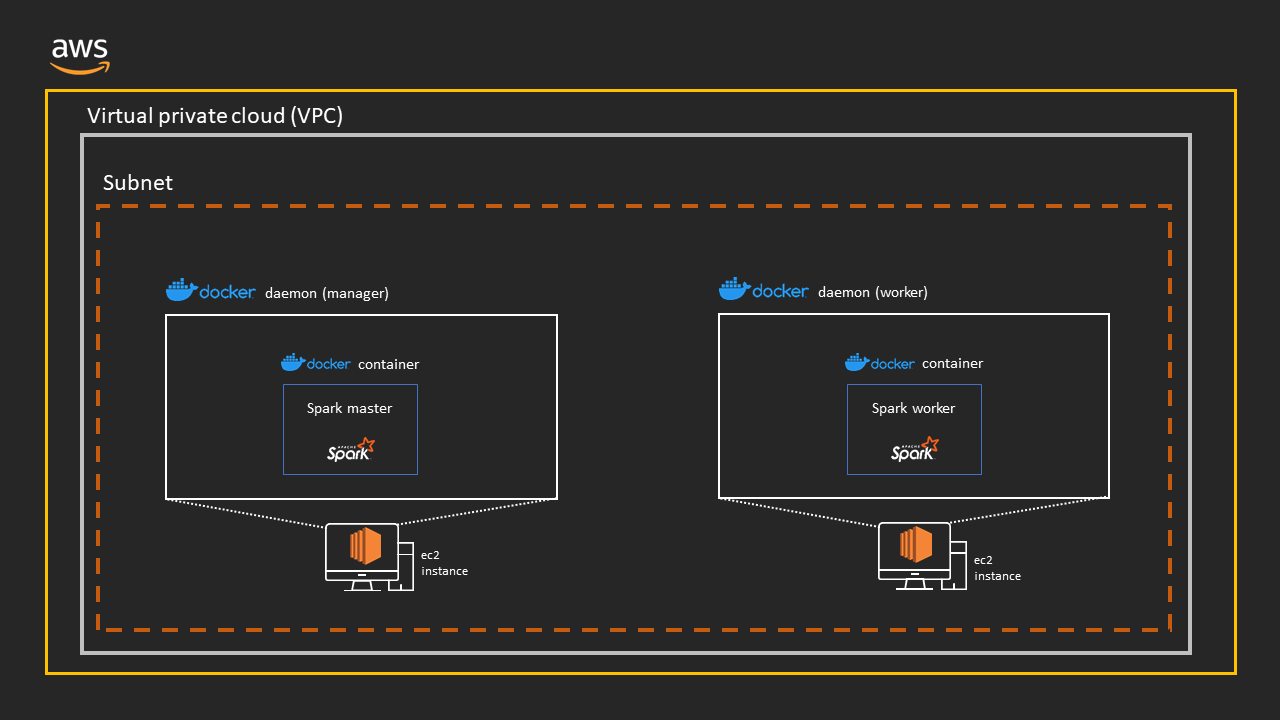 aws
Virtual private cloud (VPC)
Subnet
docker daemon (manager)
docker daemon (worker)
docker container
docker container
Spark master
Spark worker
APACHE
Spark
APACHE
Spark
ec2
instance
ec2
instance